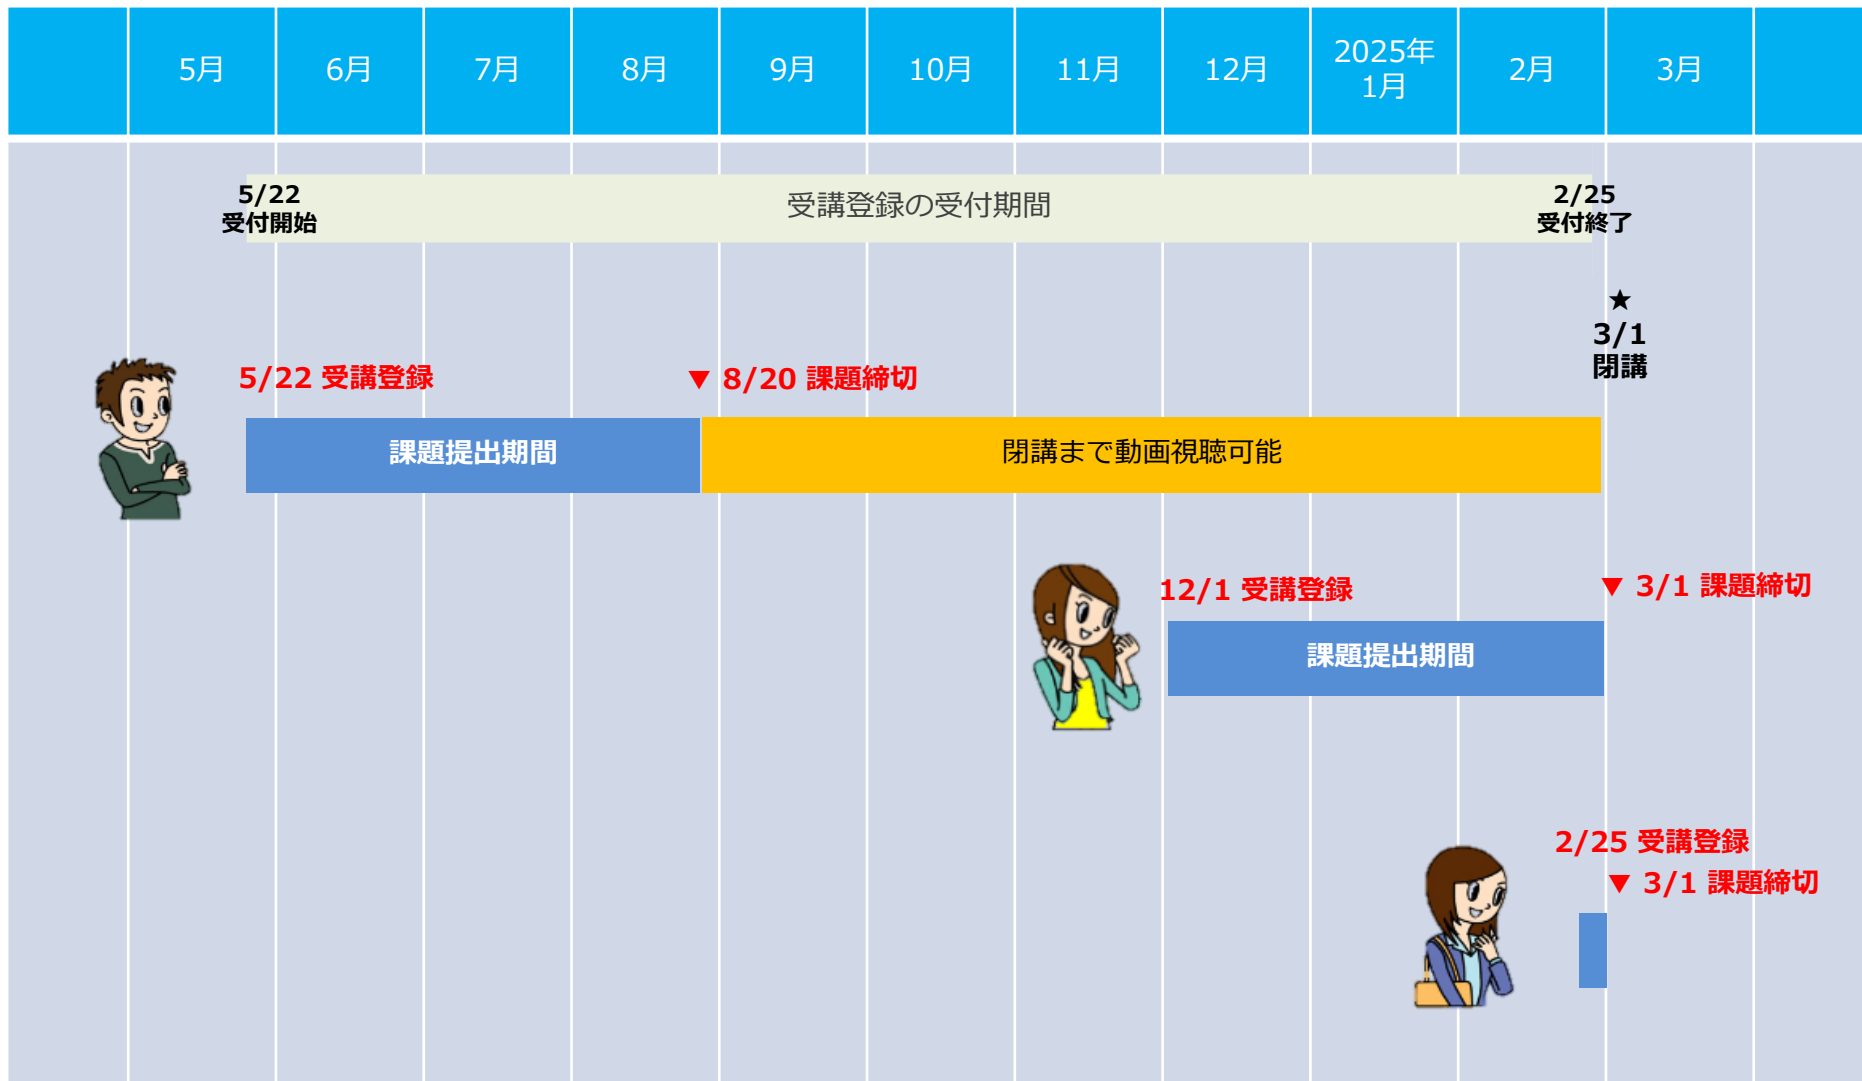 5月
6月
7月
8月
9月
10月
11月
12月
2025年
1月
2月
3月
5/22
受付開始
受講登録の受付期間
2/25
受付終了
★
3/1
閉講
5/22 受講登録
▼ 8/20 課題締切
課題提出期間
閉講まで動画視聴可能
12/1 受講登録
▼ 3/1 課題締切
課題提出期間
2/25 受講登録
▼ 3/1 課題締切